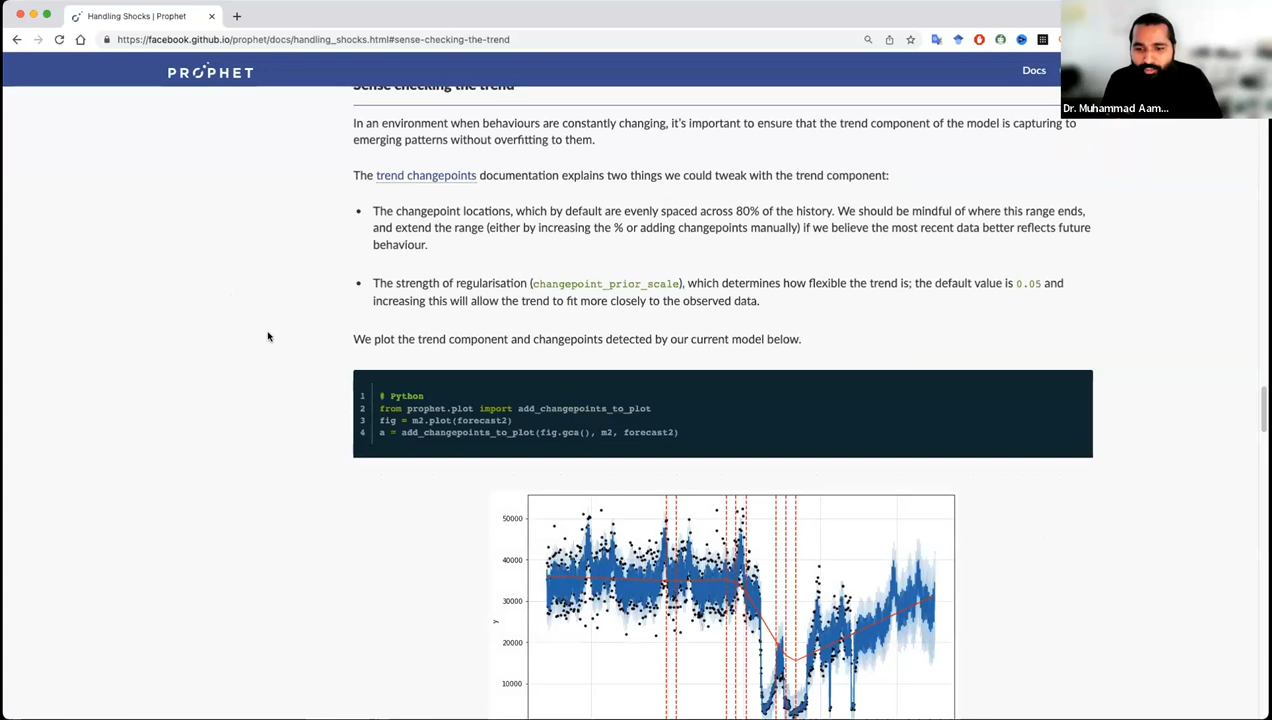 Handling Shocks | Prophet
https://facebook.github.io/prophet/docs/handling_shocks.html#sense-checking-the-trend
PROPHET
Docs
Dr. Muhammad Aam...
Sense checking the trend
In an environment when behaviours are constantly changing, it's important to ensure that the trend component of the model is capturing to
emerging patterns without overfitting to them.
The trend changepoints documentation explains two things we could tweak with the trend component:
• The changepoint locations, which by default are evenly spaced across 80% of the history. We should be mindful of where this range ends,
and extend the range (either by increasing the % or adding changepoints manually) if we believe the most recent data better reflects future
behaviour.
• The strength of regularisation (changepoint_prior_scale), which determines how flexible the trend is; the default value is 0.05 and
increasing this will allow the trend to fit more closely to the observed data.
We plot the trend component and changepoints detected by our current model below.
1 # Python
2 from prophet.plot import add_changepoints_to_plot
3 fig = m2.plot(forecast2)
4 a = add_changepoints_to_plot(fig.gca(), m2, forecast2)
50000
40000
30000
y
20000
10000